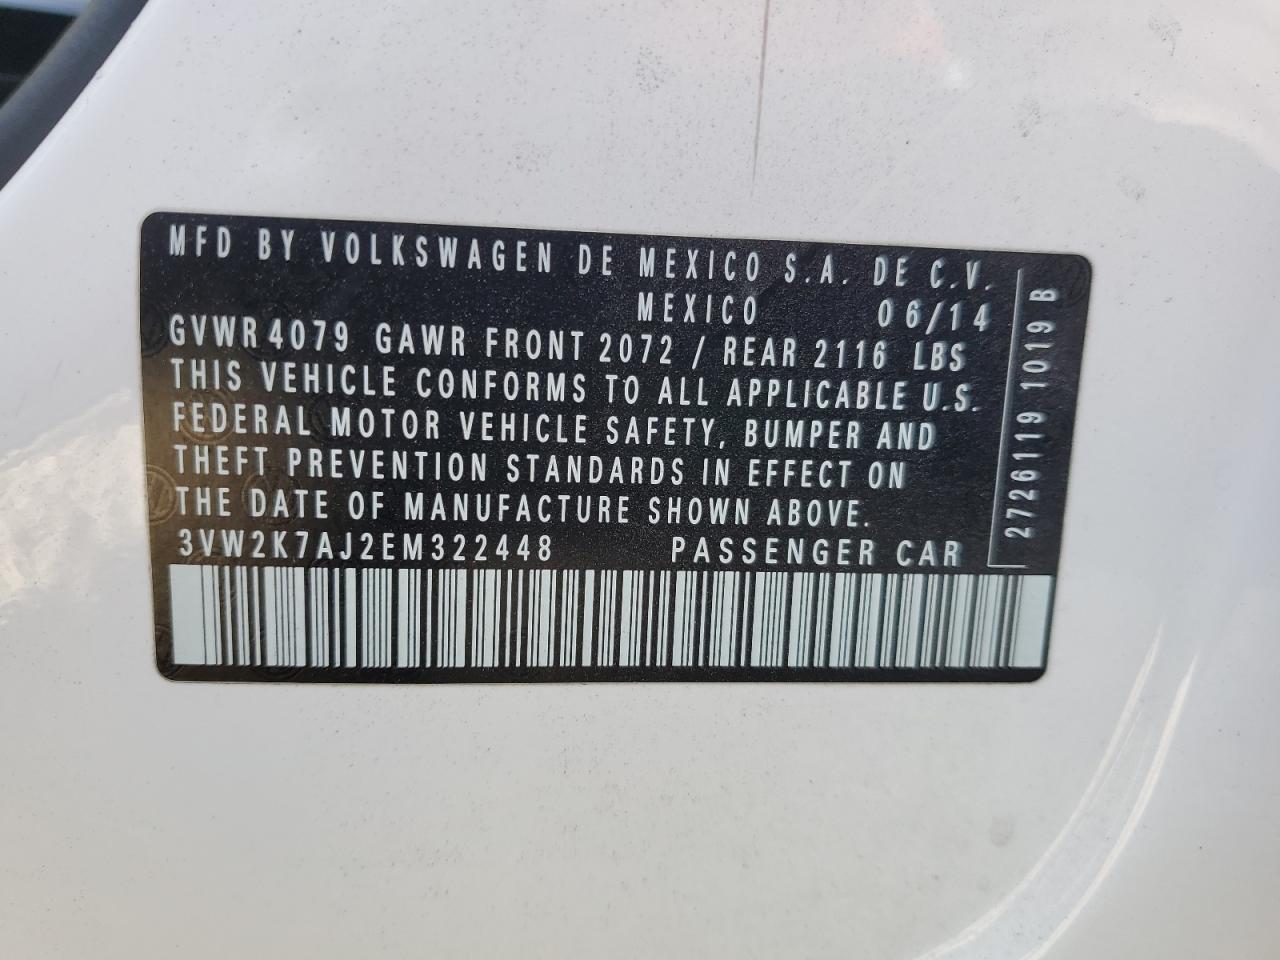 MFD BY VOLKSWAGEN DE MEXICO S.A. DE C.V.
MEXICO 06/14
GVWR 4079 GAWR FRONT 2072 / REAR 2116 LBS
THIS VEHICLE CONFORMS TO ALL APPLICABLE U.S.
FEDERAL MOTOR VEHICLE SAFETY, BUMPER AND
THEFT PREVENTION STANDARDS IN EFFECT ON
THE DATE OF MANUFACTURE SHOWN ABOVE.
3VW2K7AJ2EM322448 PASSENGER CAR
2726119 1019 B